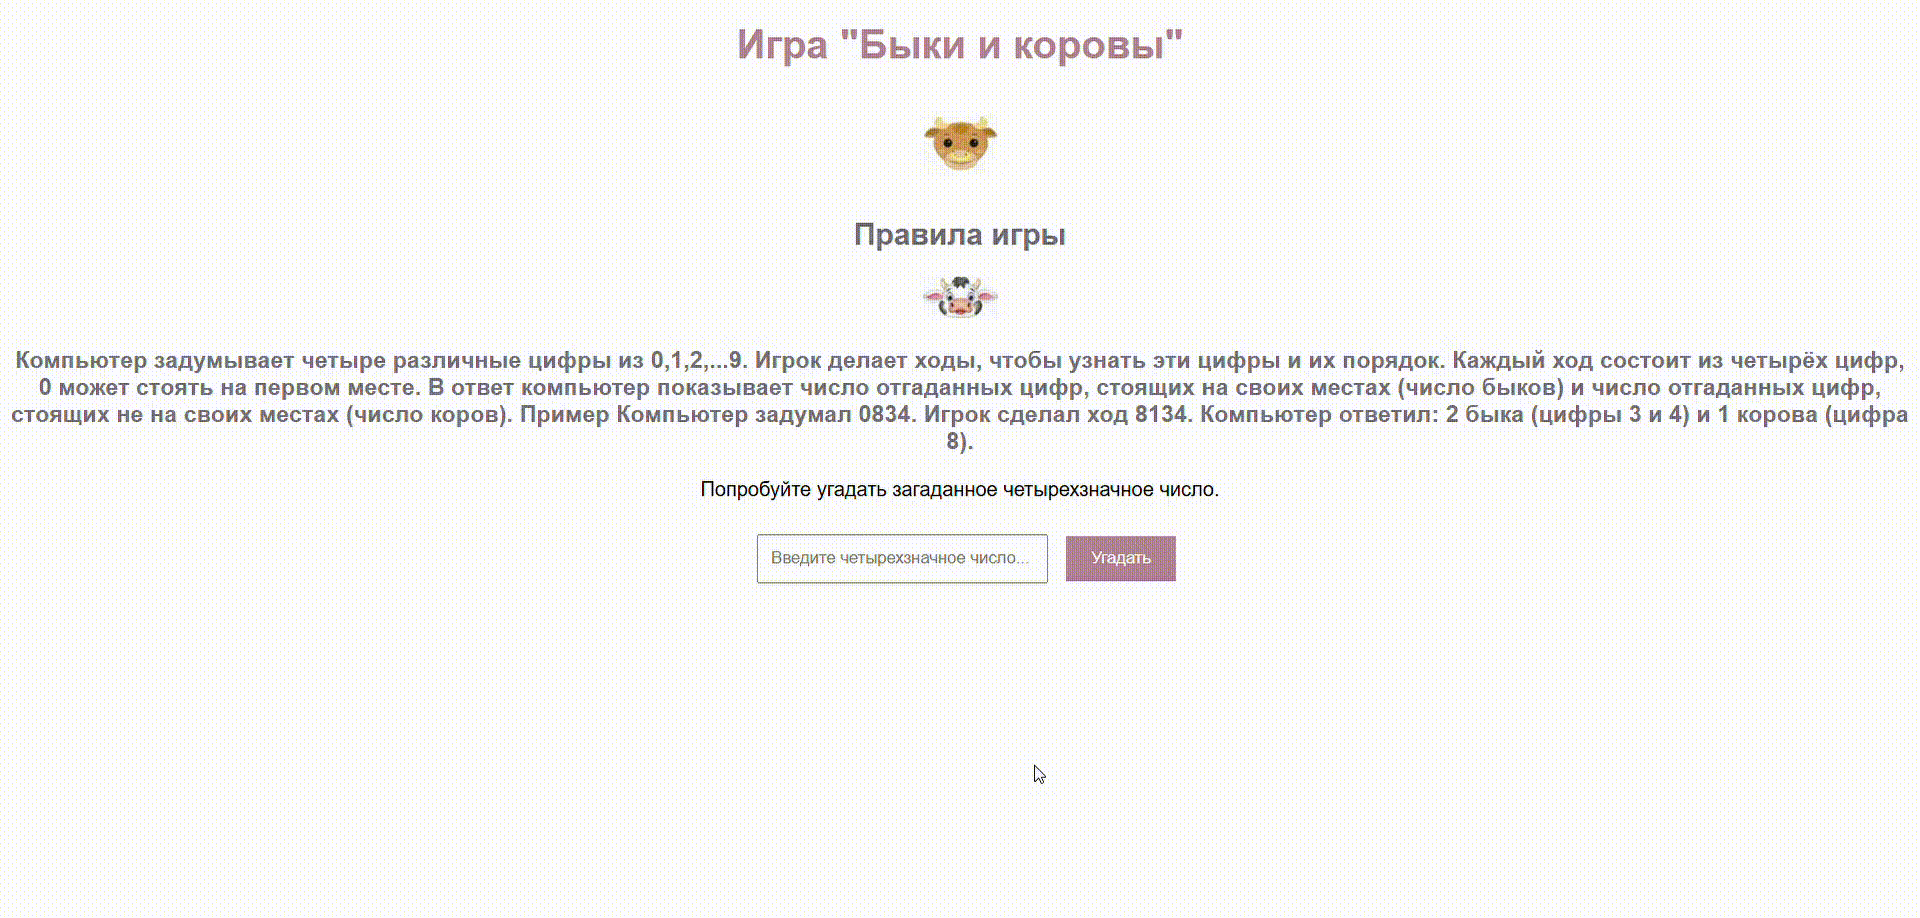 Игра "Быки и коровы"
Правила игры
Компьютер задумывает четыре различные цифры из 0,1,2,...9. Игрок делает ходы, чтобы узнать эти цифры и их порядок. Каждый ход состоит из четырёх цифр,
0 может стоять на первом месте. В ответ компьютер показывает число отгаданных цифр, стоящих на своих местах (число быков) и число отгаданных цифр,
стоящих не на своих местах (число коров). Пример Компьютер задумал 0834. Игрок сделал ход 8134. Компьютер ответил: 2 быка (цифры 3 и 4) и 1 корова (цифра
8).
Попробуйте угадать загаданное четырехзначное число.
Введите четырехзначное число...
Угадать